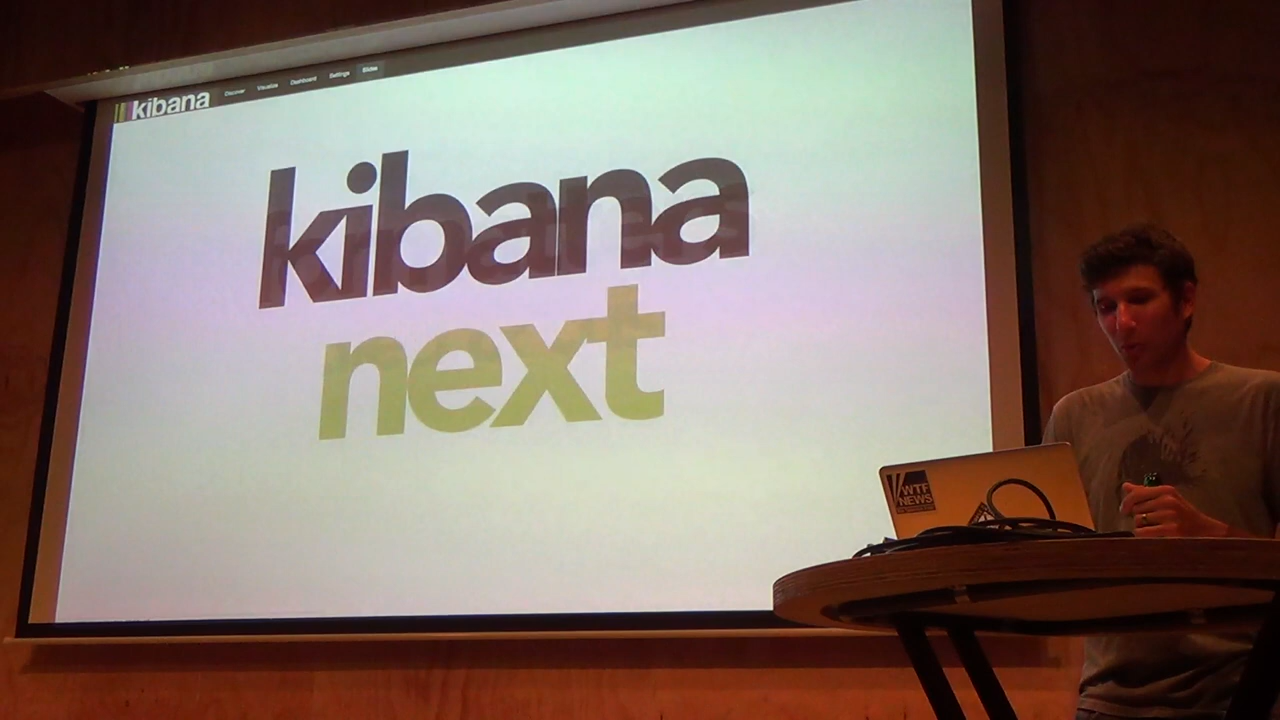 kibana Discover Visualize Dashboard Settings Slides
kibana
next
WTF
NEWS